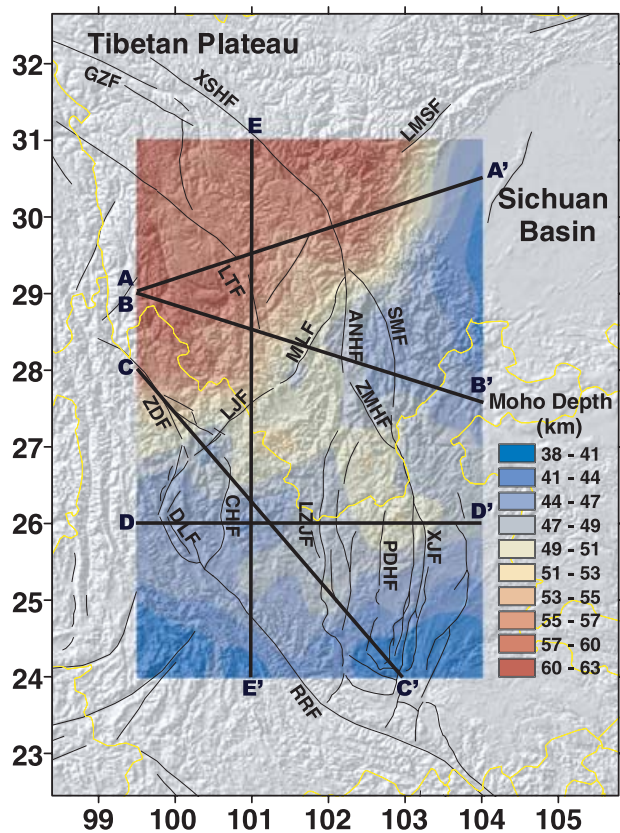 Tibetan Plateau
GZF
XSHF
LMSF
E
A'
Sichuan
Basin
A
B
LTF
MLF
ANHF
SMF
C
ZDF
LJF
ZMHF
B'
Moho Depth
(km)
38 - 41
41 - 44
44 - 47
47 - 49
49 - 51
51 - 53
53 - 55
55 - 57
57 - 60
60 - 63
D
DLF
CHF
LZJF
PDHF
XJF
D'
E'
RRF
C'
32
31
30
29
28
27
26
25
24
23
99
100
101
102
103
104
105